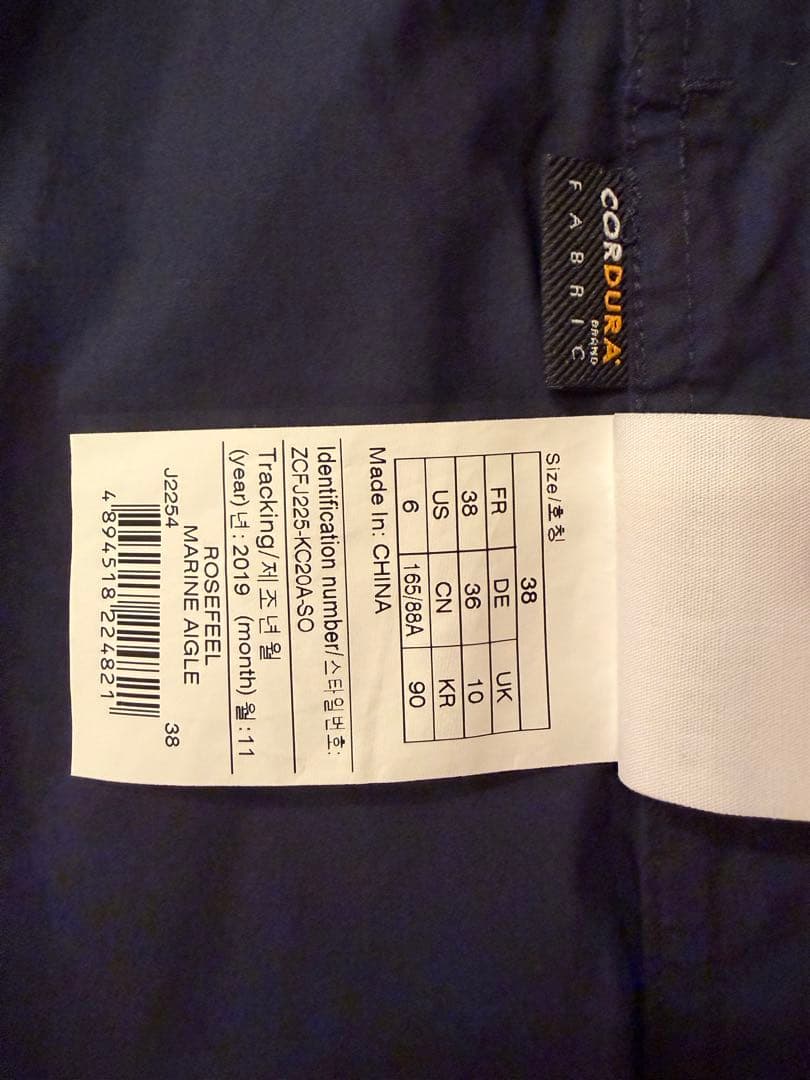 CORDURA
BRAND
FABRIC
Size/호칭
38
FR DE UK
38 36 10
US CN KR
6 165/88A 90
Made In: CHINA
Identification number/스타일번호:
ZCFJ225-KC20A-SO
Tracking/제조년월
(year)년: 2019 (month)월:11
ROSEFEEL
MARINE AIGLE
J2254 38
4 894518 224821